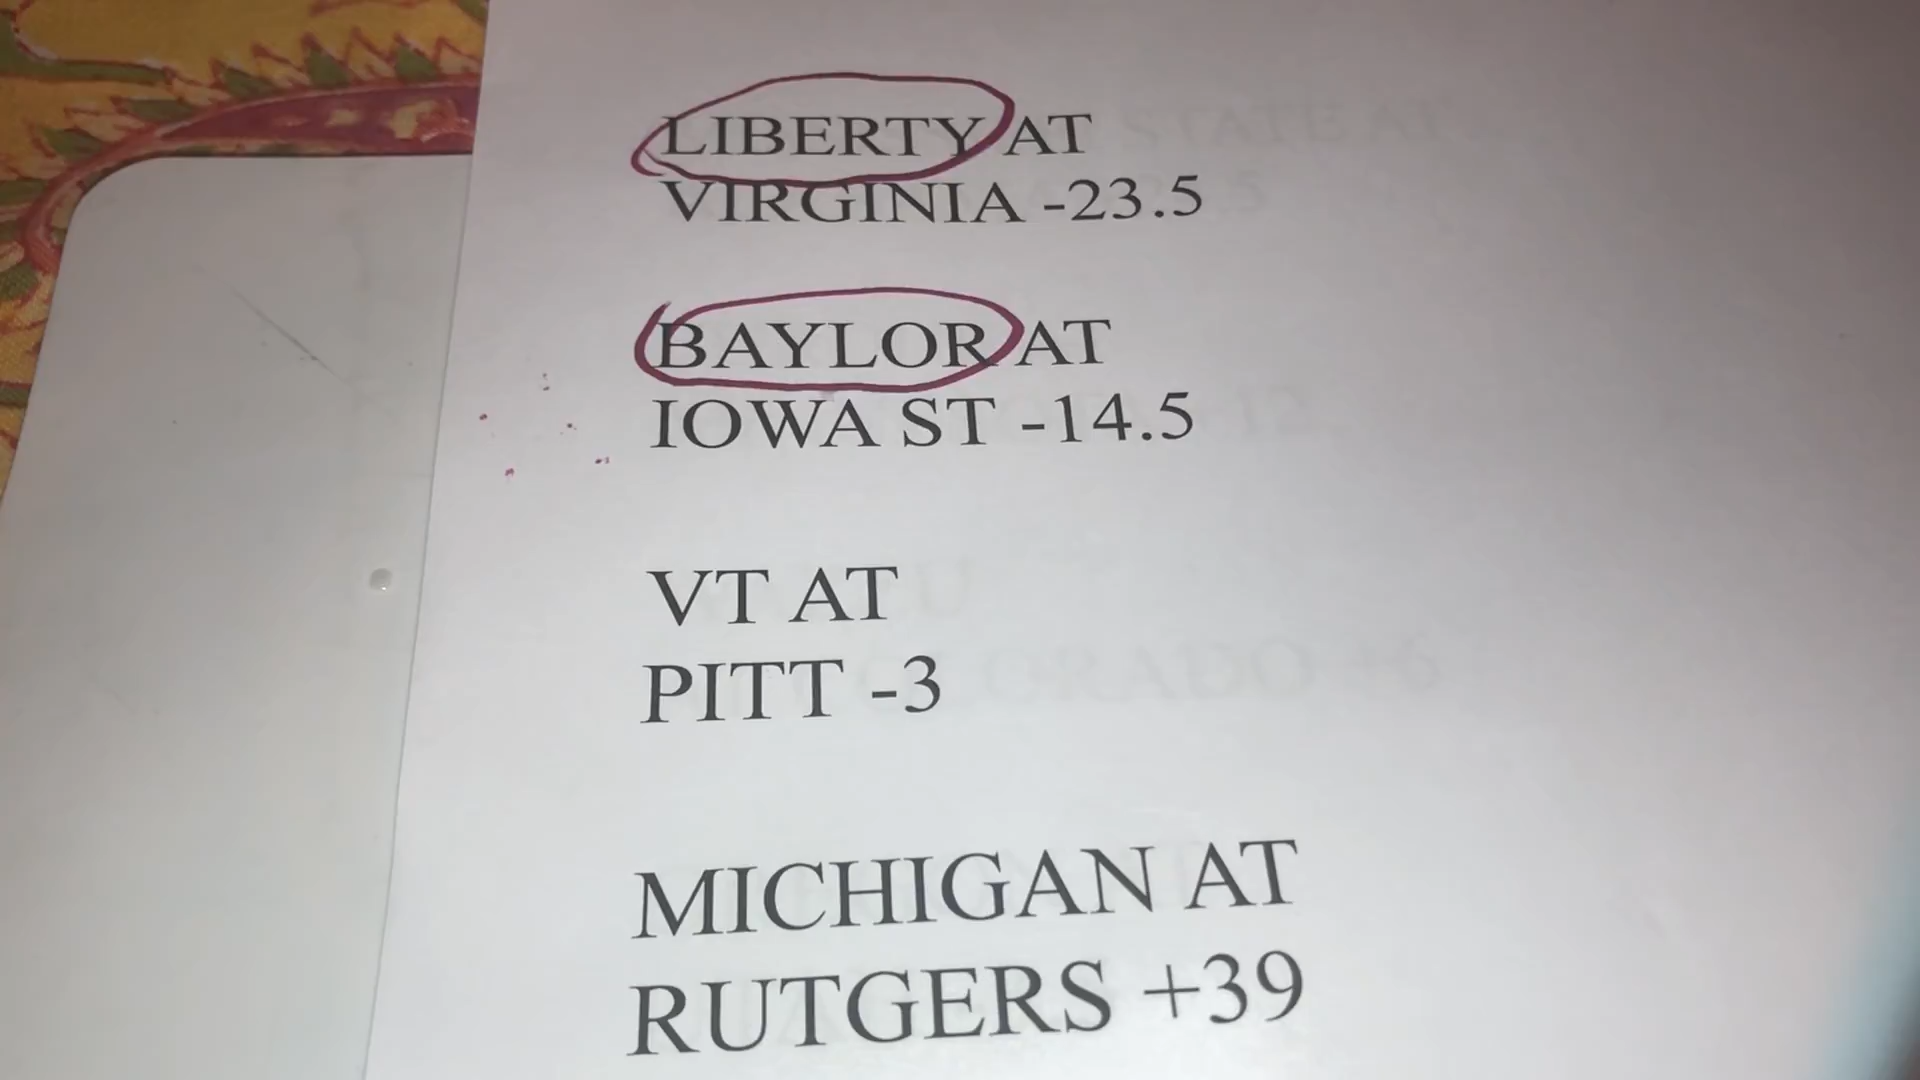 LIBERTY AT
VIRGINIA -23.5
BAYLOR AT
IOWA ST -14.5
VT AT
PITT -3
MICHIGAN AT
RUTGERS +39